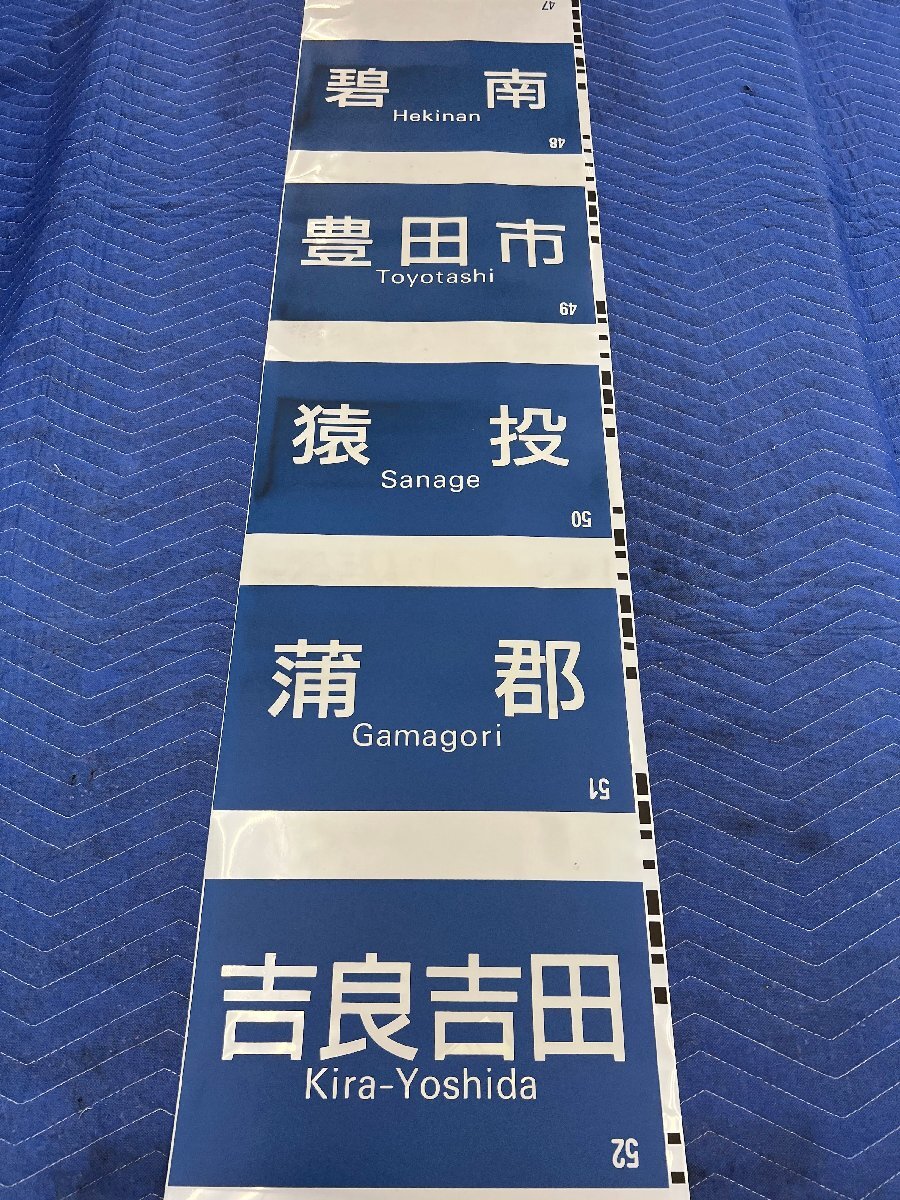 47
碧南
Hekinan
48
豊田市
Toyotashi
49
猿投
Sanage
50
蒲郡
Gamagori
51
吉良吉田
Kira-Yoshida
52